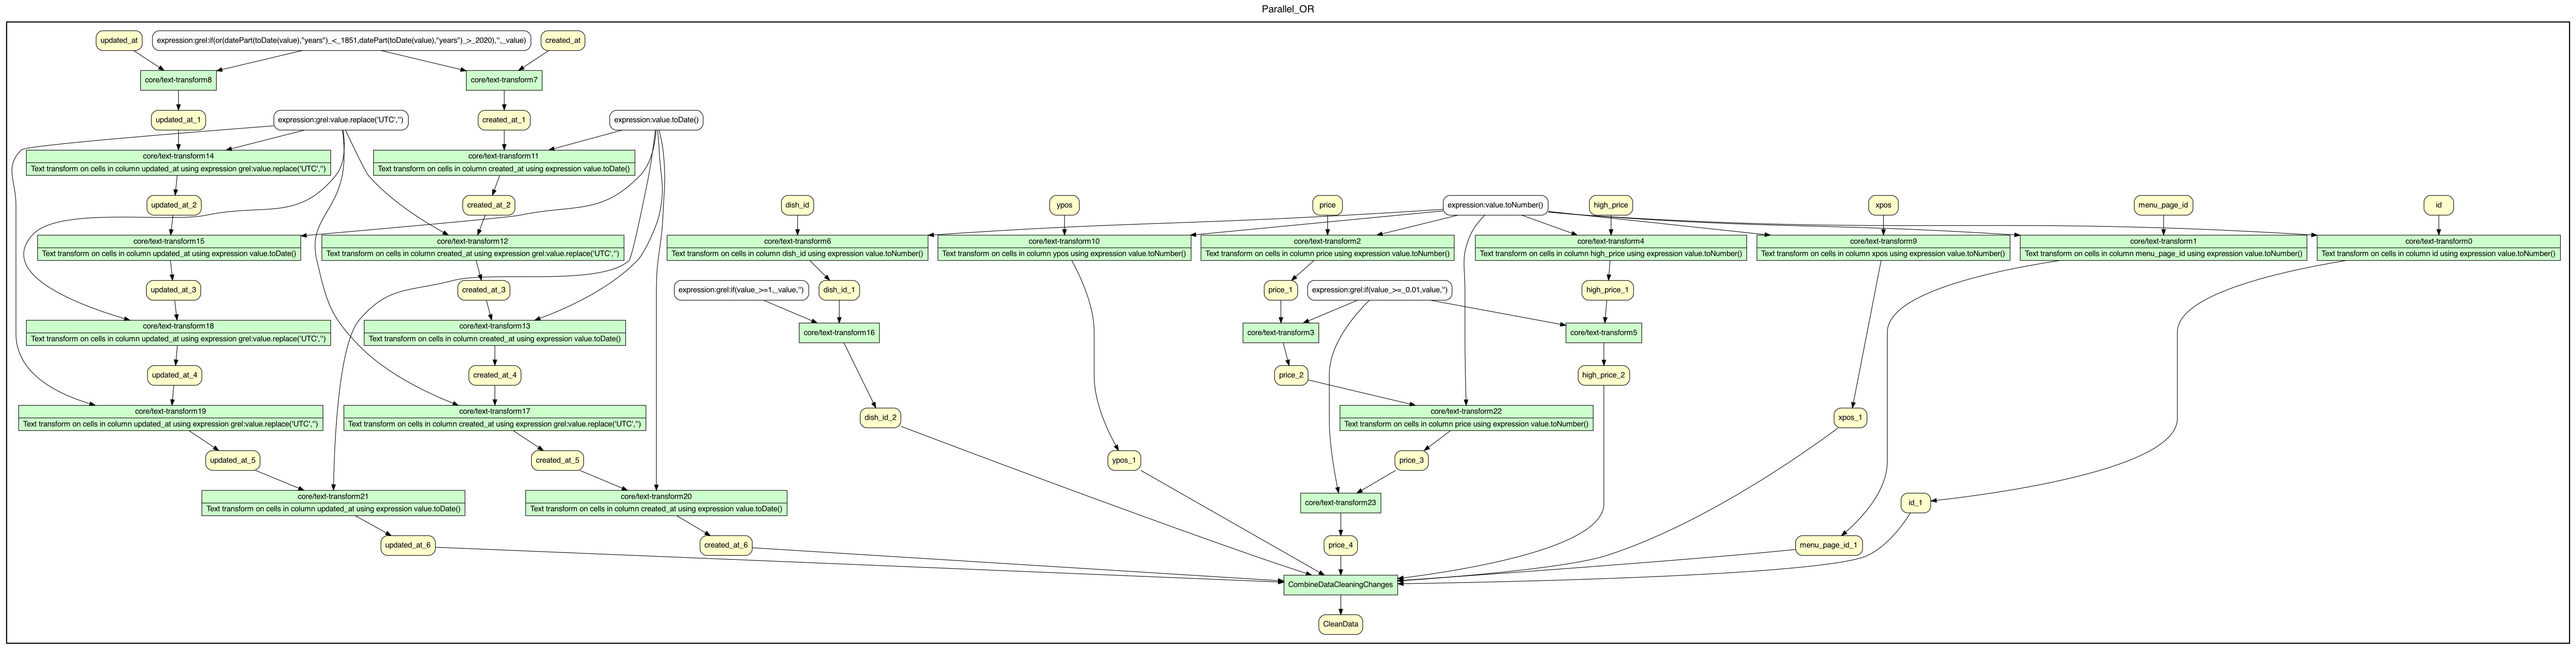 Parallel_OR
updated_at
expression:grel:if(or(datePart(toDate(value),"years")_<_1851,datePart(toDate(value),"years")_>_2020),'',_value)
created_at
core/text-transform8
core/text-transform7
updated_at_1
expression:grel:value.replace('UTC','')
created_at_1
expression:value.toDate()
core/text-transform14
Text transform on cells in column updated_at using expression grel:value.replace('UTC','')
core/text-transform11
Text transform on cells in column created_at using expression value.toDate()
updated_at_2
created_at_2
dish_id
ypos
price
expression:value.toNumber()
high_price
xpos
menu_page_id
id
core/text-transform15
Text transform on cells in column updated_at using expression value.toDate()
core/text-transform12
Text transform on cells in column created_at using expression grel:value.replace('UTC','')
core/text-transform6
Text transform on cells in column dish_id using expression value.toNumber()
core/text-transform10
Text transform on cells in column ypos using expression value.toNumber()
core/text-transform2
Text transform on cells in column price using expression value.toNumber()
core/text-transform4
Text transform on cells in column high_price using expression value.toNumber()
core/text-transform9
Text transform on cells in column xpos using expression value.toNumber()
core/text-transform1
Text transform on cells in column menu_page_id using expression value.toNumber()
core/text-transform0
Text transform on cells in column id using expression value.toNumber()
updated_at_3
created_at_3
expression:grel:if(value_>=1,_value,'')
dish_id_1
price_1
expression:grel:if(value_>=_0.01,value,'')
high_price_1
core/text-transform18
Text transform on cells in column updated_at using expression grel:value.replace('UTC','')
core/text-transform13
Text transform on cells in column created_at using expression value.toDate()
core/text-transform16
core/text-transform3
core/text-transform5
updated_at_4
created_at_4
price_2
high_price_2
core/text-transform19
Text transform on cells in column updated_at using expression grel:value.replace('UTC','')
core/text-transform17
Text transform on cells in column created_at using expression grel:value.replace('UTC','')
dish_id_2
core/text-transform22
Text transform on cells in column price using expression value.toNumber()
xpos_1
updated_at_5
created_at_5
ypos_1
price_3
core/text-transform21
Text transform on cells in column updated_at using expression value.toDate()
core/text-transform20
Text transform on cells in column created_at using expression value.toDate()
core/text-transform23
id_1
updated_at_6
created_at_6
price_4
menu_page_id_1
CombineDataCleaningChanges
CleanData